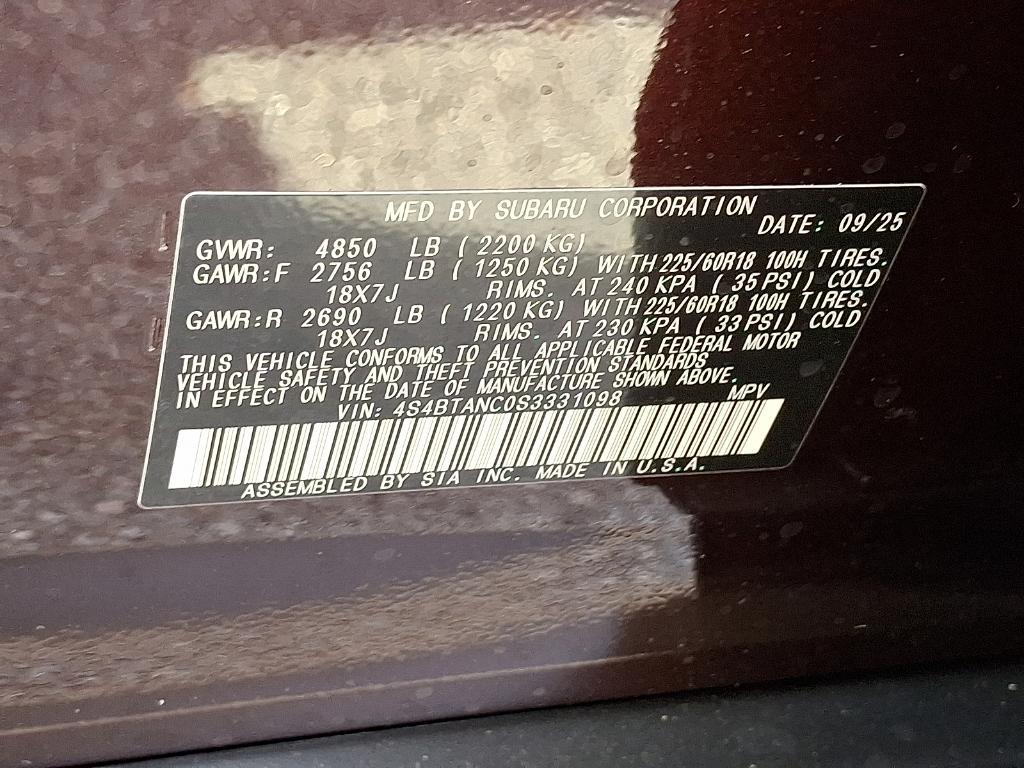 MFD BY SUBARU CORPORATION
DATE: 09/25
GVWR: 4850 LB (2200 KG)
GAWR:F 2756 LB (1250 KG) WITH 225/60R18 100H TIRES.
18X7J RIMS. AT 240 KPA (35 PSI) COLD
GAWR:R 2690 LB (1220 KG) WITH 225/60R18 100H TIRES.
18X7J RIMS. AT 230 KPA (33 PSI) COLD
THIS VEHICLE CONFORMS TO ALL APPLICABLE FEDERAL MOTOR
VEHICLE SAFETY AND THEFT PREVENTION STANDARDS
IN EFFECT ON THE DATE OF MANUFACTURE SHOWN ABOVE.
VIN: 4S4BTANC0S3331098 MPV
ASSEMBLED BY SIA INC. MADE IN U.S.A.